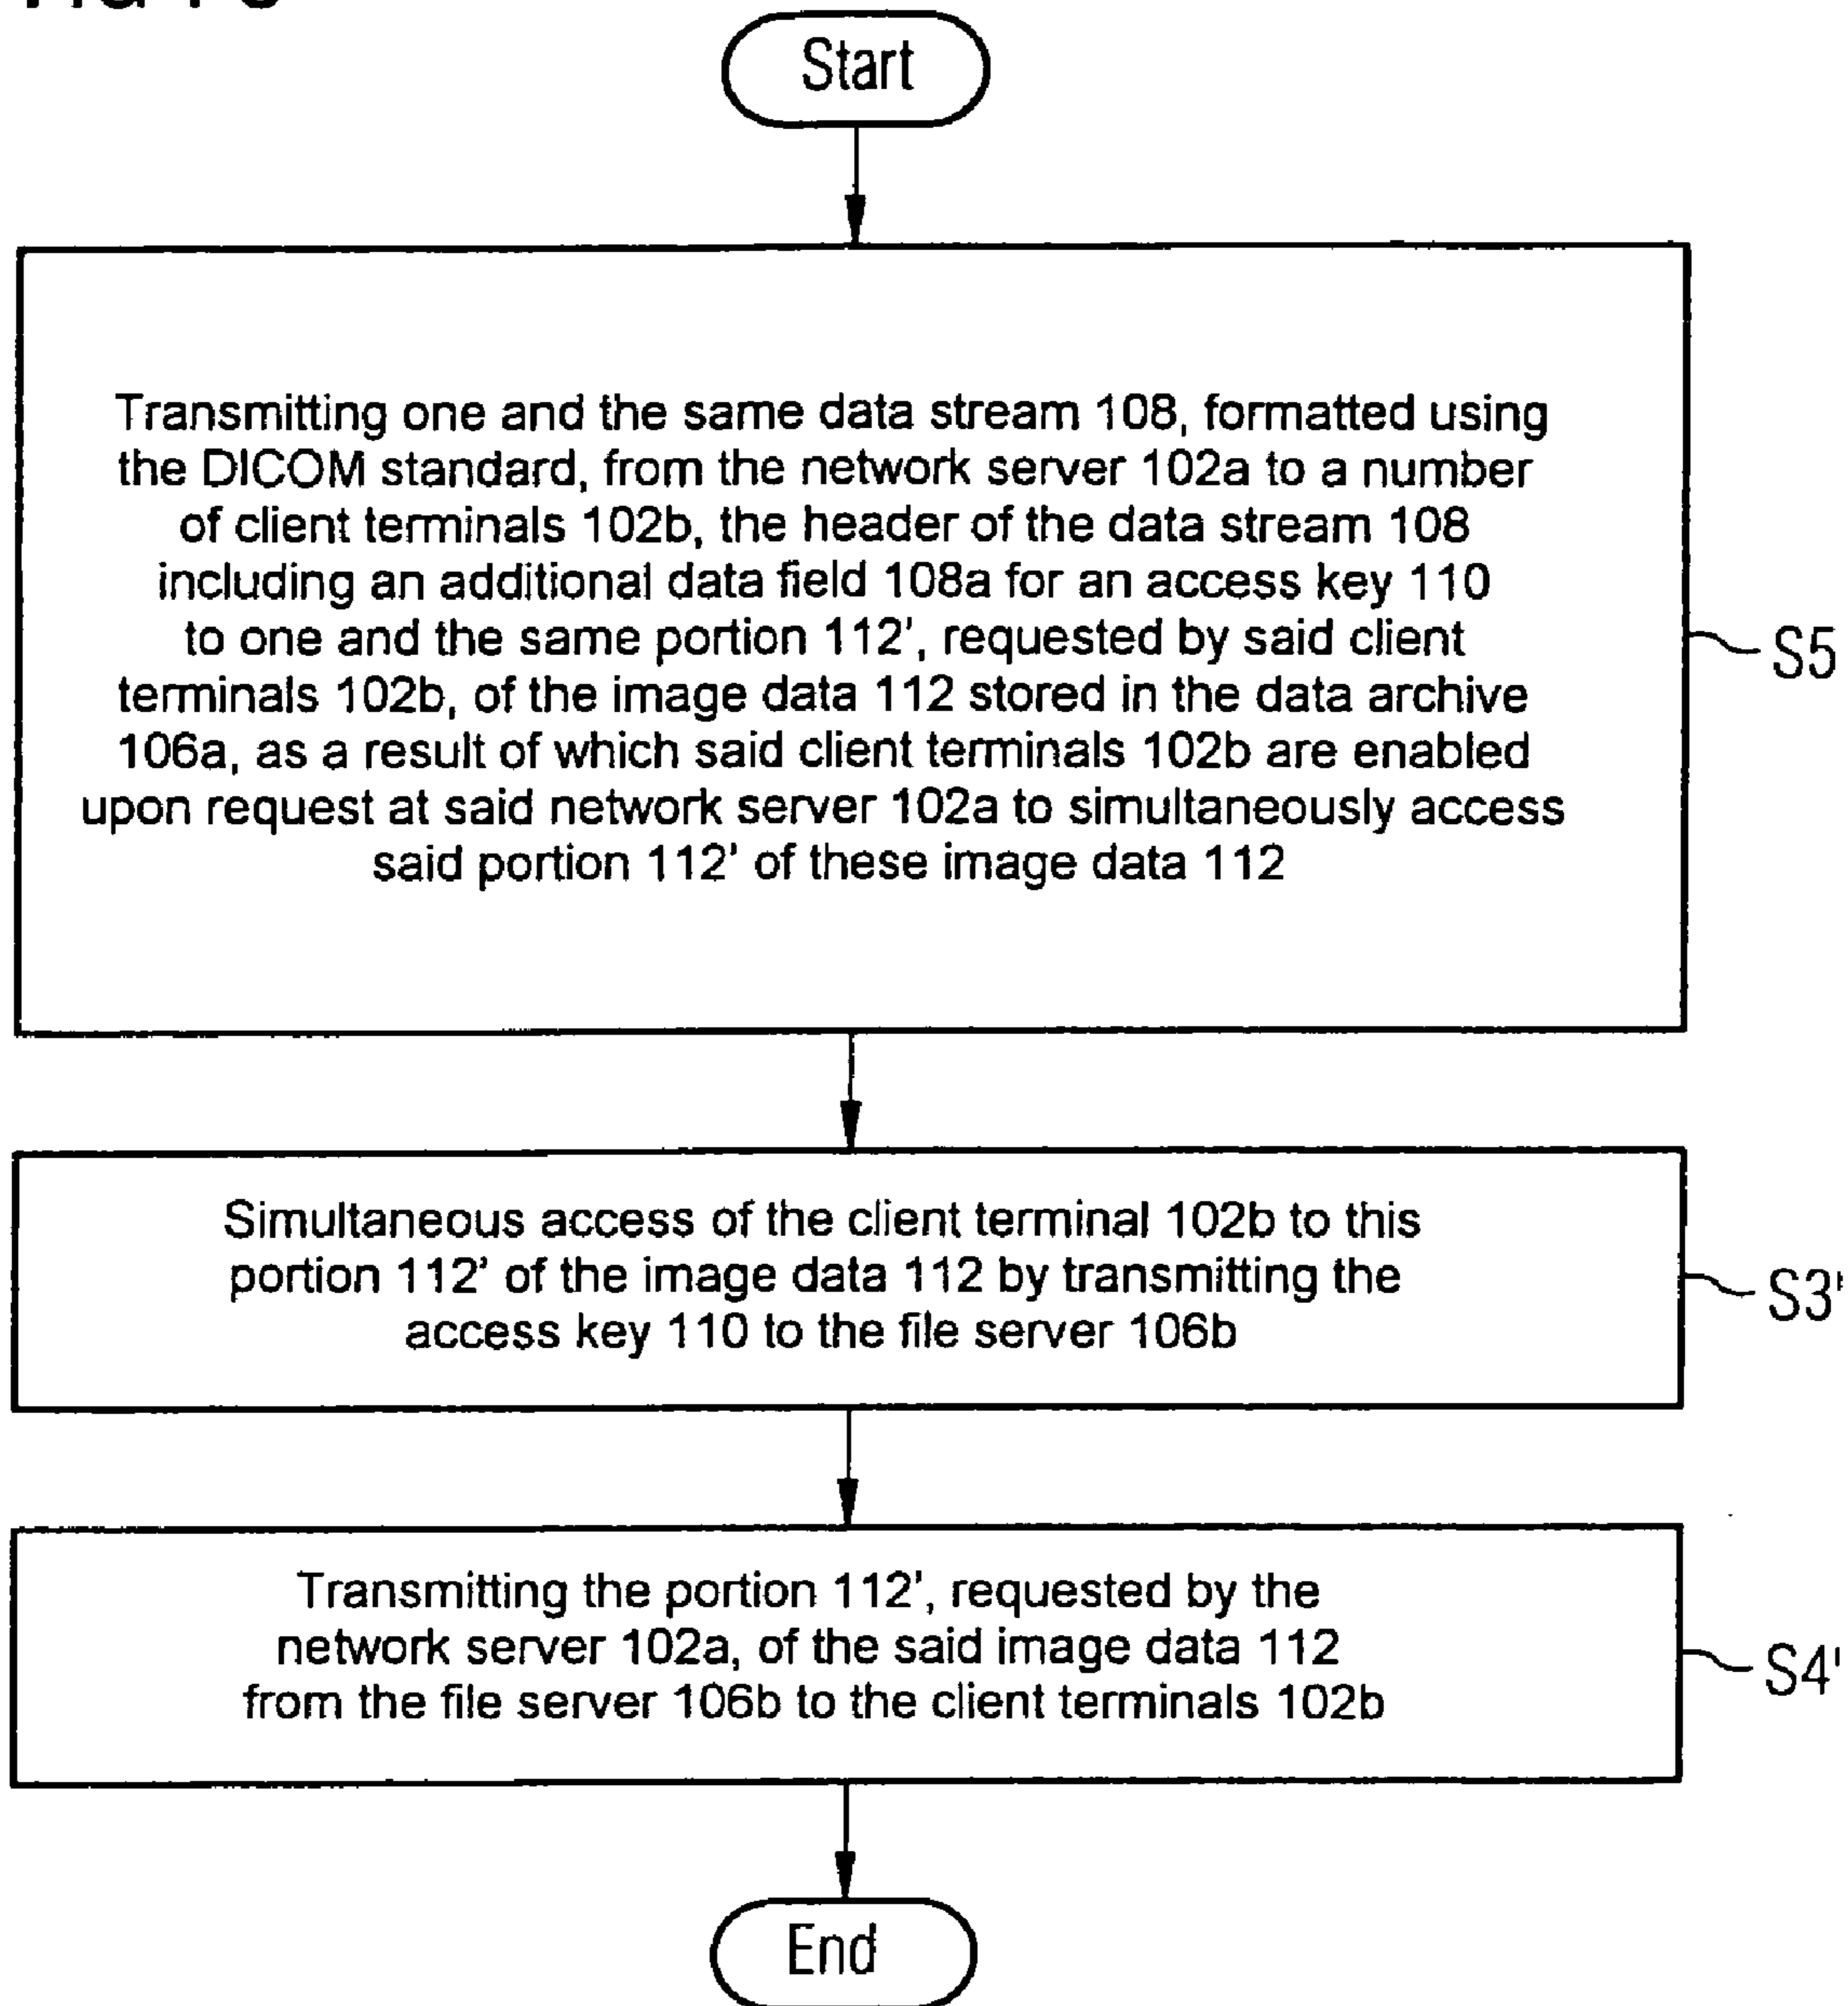 Start
Transmitting one and the same data stream 108, formatted using
the DICOM standard, from the network server 102a to a number
of client terminals 102b, the header of the data stream 108
including an additional data field 108a for an access key 110
to one and the same portion 112', requested by said client
terminals 102b, of the image data 112 stored in the data archive
106a, as a result of which said client terminals 102b are enabled
upon request at said network server 102a to simultaneously access
said portion 112' of these image data 112
S5
Simultaneous access of the client terminal 102b to this
portion 112' of the image data 112 by transmitting the
access key 110 to the file server 106b
S3'
Transmitting the portion 112', requested by the
network server 102a, of the said image data 112
from the file server 106b to the client terminals 102b
S4'
End